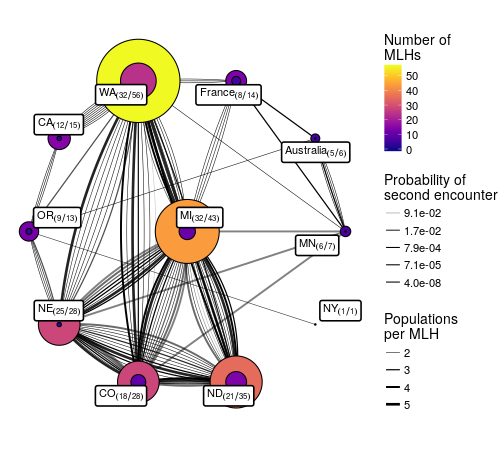 WA(32/56)
France(8/14)
CA(12/15)
Australia(5/6)
OR(9/13)
MI(32/43)
MN(6/7)
NE(25/28)
NY(1/1)
CO(18/28)
ND(21/35)
Number of
MLHs
50
40
30
20
10
0
Probability of
second encounter
9.1e-02
1.7e-02
7.9e-04
7.1e-05
4.0e-08
Populations
per MLH
2
3
4
5